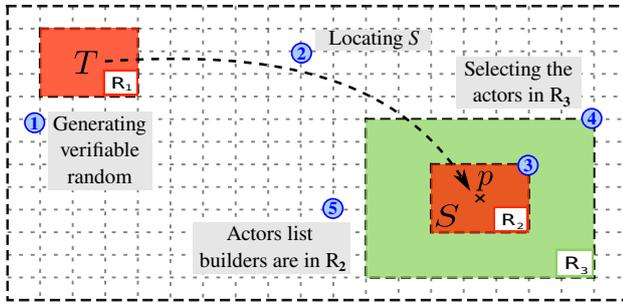 T
R₁
1
Generating
verifiable
random
2
Locating S
Selecting the
actors in R₃
4
3
p
S
R₂
5
Actors list
builders are in R₂
R₃